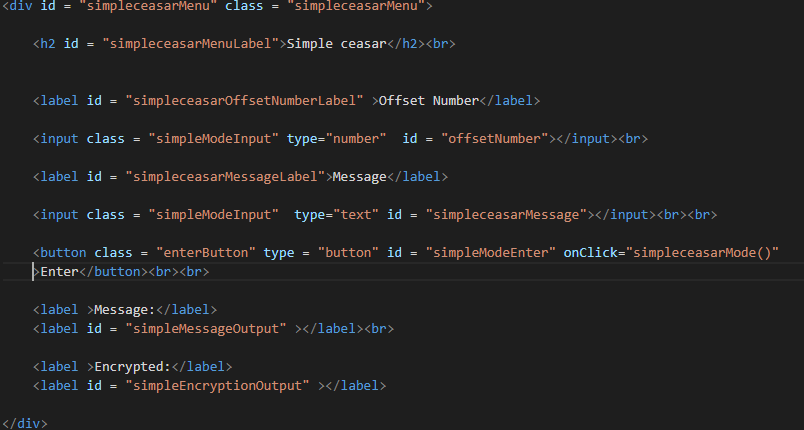 <div id = "simpleceasarMenu" class = "simpleceasarMenu">
<h2 id = "simpleceasarMenuLabel">Simple ceasar</h2><br>
<label id = "simpleceasarOffsetNumberLabel" >Offset Number</label>
<input class = "simpleModeInput" type="number"  id = "offsetNumber"></input><br>
<label id = "simpleceasarMessageLabel">Message</label>
<input class = "simpleModeInput"  type="text" id = "simpleceasarMessage"></input><br><br>
<button class = "enterButton" type = "button" id = "simpleModeEnter" onClick="simpleceasarMode()"
>Enter</button><br><br>
<label >Message:</label>
<label id = "simpleMessageOutput" ></label><br>
<label >Encrypted:</label>
<label id = "simpleEncryptionOutput" ></label>
</div>